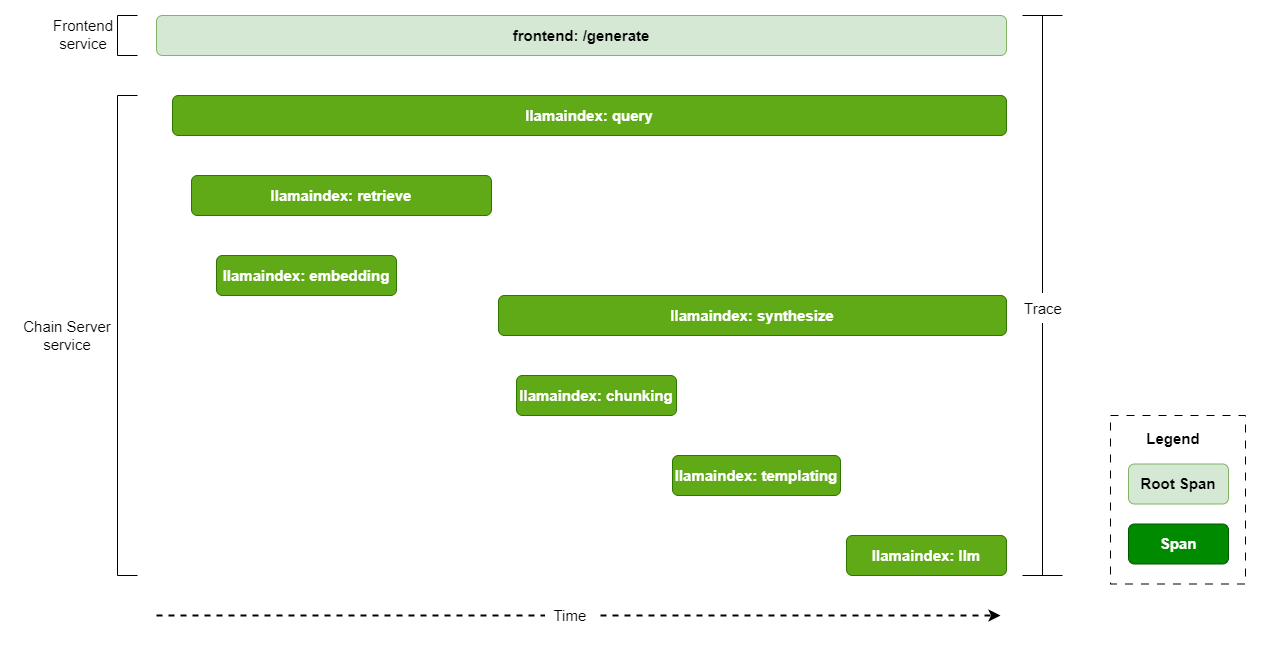 Frontend
service
frontend: /generate
llamaindex: query
llamaindex: retrieve
llamaindex: embedding
Chain Server
service
llamaindex: synthesize
Trace
llamaindex: chunking
llamaindex: templating
llamaindex: llm
Time
Legend
Root Span
Span